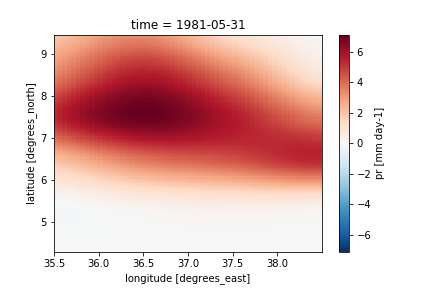 time = 1981-05-31
latitude [degrees_north]
9
8
7
6
5
35.5 36.0 36.5 37.0 37.5 38.0
longitude [degrees_east]
6
4
2
0
−2
−4
−6
pr [mm day-1]